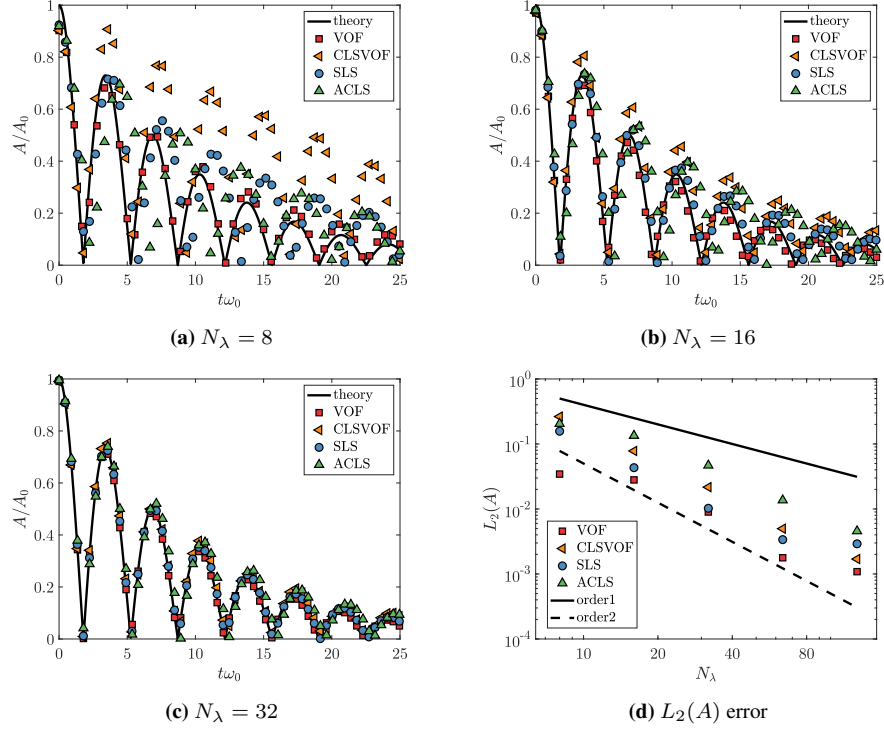 1
0.8
0.6
0.4
0.2
0
A/A₀
theory
VOF
CLSVOF
SLS
ACLS
0 5 10 15 20 25
tω₀
(a) N_λ = 8
1
0.8
0.6
0.4
0.2
0
A/A₀
theory
VOF
CLSVOF
SLS
ACLS
0 5 10 15 20 25
tω₀
(b) N_λ = 16
1
0.8
0.6
0.4
0.2
0
A/A₀
theory
VOF
CLSVOF
SLS
ACLS
0 5 10 15 20 25
tω₀
(c) N_λ = 32
10⁰
10⁻¹
10⁻²
10⁻³
10⁻⁴
L₂(A)
VOF
CLSVOF
SLS
ACLS
order1
order2
10 20 40 80
N_λ
(d) L₂(A) error